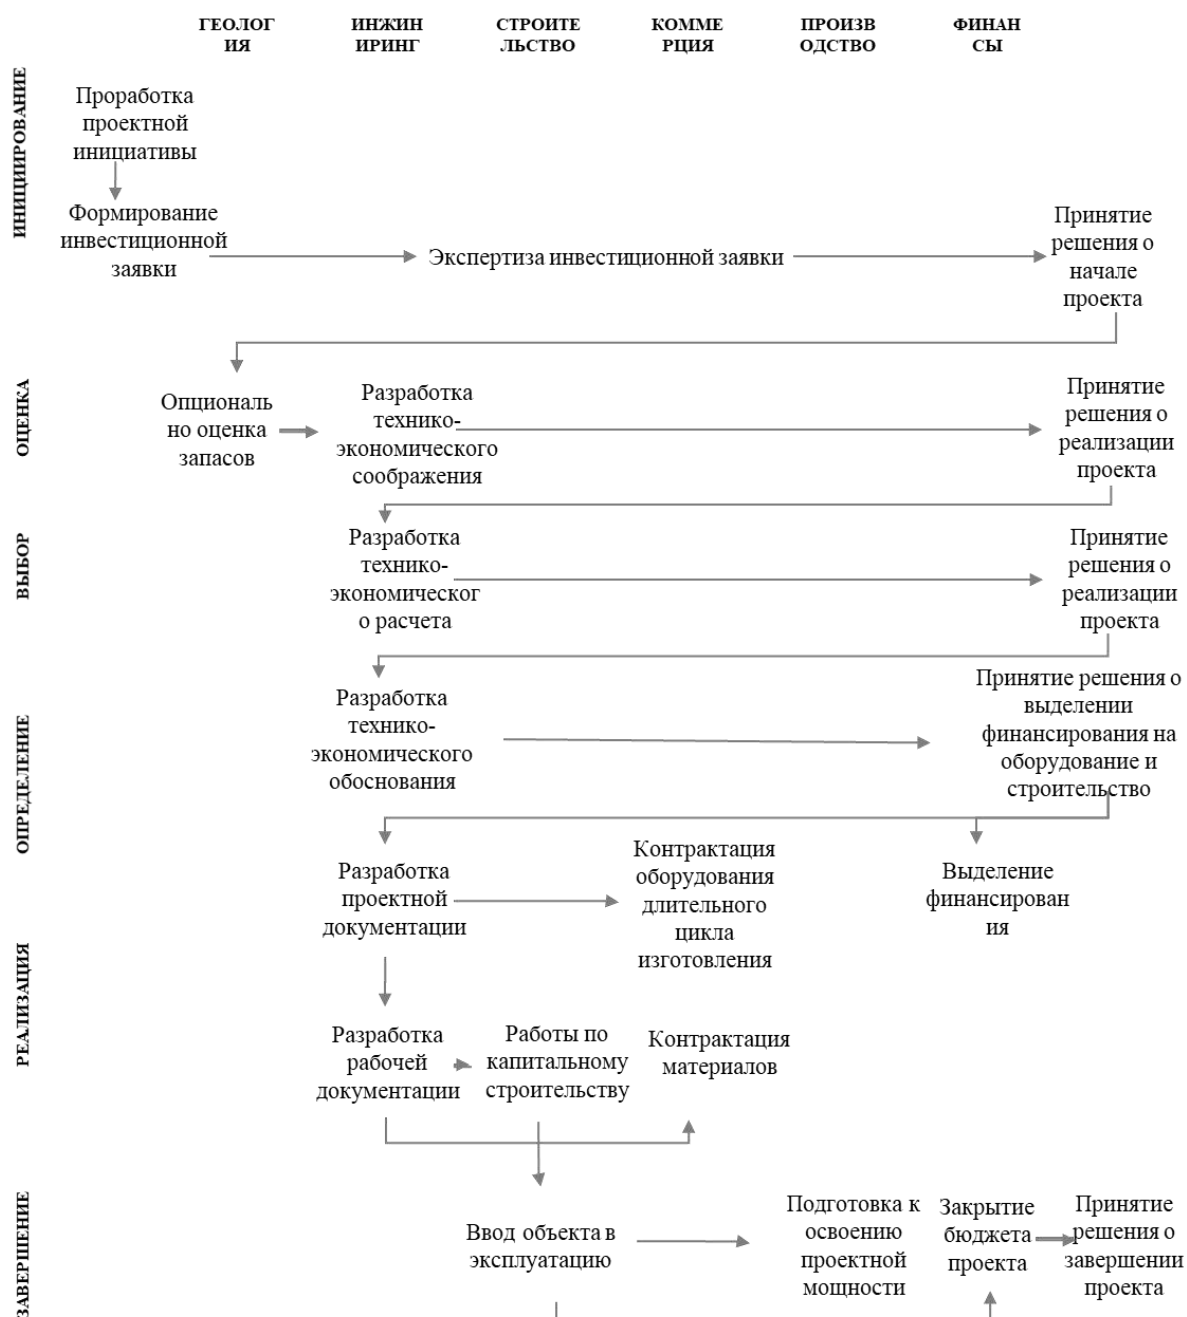 ГЕОЛОГ
ИЯ
ИНЖИН
ИРИНГ
СТРОИТЕ
ЛЬСТВО
КОММЕ
РЦИЯ
ПРОИЗВ
ОДСТВО
ФИНАН
СЫ
ИНИЦИИРОВАНИЕ
Проработка
проектной
инициативы
Формирование
инвестиционной
заявки
Экспертиза инвестиционной заявки
Принятие
решения о
начале
проекта
ОЦЕНКА
Опциональ
но оценка
запасов
Разработка
технико-
экономического
соображения
Принятие
решения о
реализации
проекта
ВЫБОР
Разработка
технико-
экономическог
о расчета
Принятие
решения о
реализации
проекта
ОПРЕДЕЛЕНИЕ
Разработка
технико-
экономического
обоснования
Принятие решения о
выделении
финансирования на
оборудование и
строительство
Разработка
проектной
документации
Контрактация
оборудования
длительного
цикла
изготовления
Выделение
финансирован
ия
РЕАЛИЗАЦИЯ
Разработка
рабочей
документации
Работы по
капитальному
строительству
Контрактация
материалов
ЗАВЕРШЕНИЕ
Ввод объекта в
эксплуатацию
Подготовка к
освоению
проектной
мощности
Закрытие
бюджета
проекта
Принятие
решения о
завершении
проекта